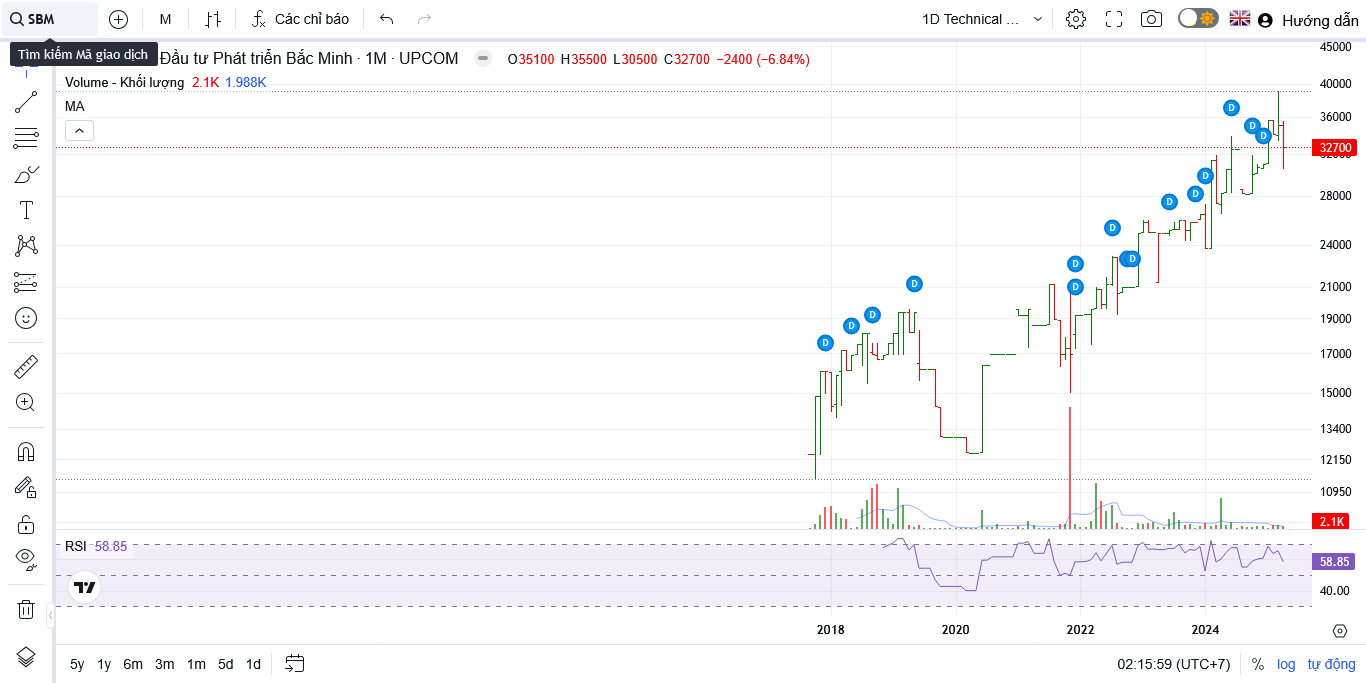 SBM
M
Các chỉ báo
1D Technical ...
Hướng dẫn
Tìm kiếm Mã giao dịch
Đầu tư Phát triển Bắc Minh · 1M · UPCOM
O35100 H35500 L30500 C32700 −2400 (−6.84%)
Volume - Khối lượng 2.1K 1.988K
MA
45000
40000
36000
32700
32000
28000
24000
21000
19000
17000
15000
13400
12150
10950
2.1K
D
D
D
D
D
D
D
D
D
D
D
D
D
D
RSI 58.85
58.85
40.00
2018
2020
2022
2024
5y 1y 6m 3m 1m 5d 1d
02:15:59 (UTC+7)
% log tự động